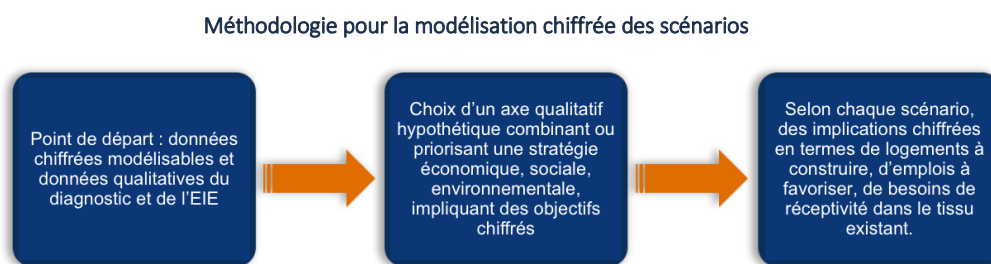 Méthodologie pour la modélisation chiffrée des scénarios
Point de départ : données
chiffrées modélisables et
données qualitatives du
diagnostic et de l'EIE
Choix d'un axe qualitatif
hypothétique combinant ou
priorisant une stratégie
économique, sociale,
environnementale,
impliquant des objectifs
chiffrés
Selon chaque scénario,
des implications chiffrées
en termes de logements à
construire, d'emplois à
favoriser, de besoins de
réceptivité dans le tissu
existant.